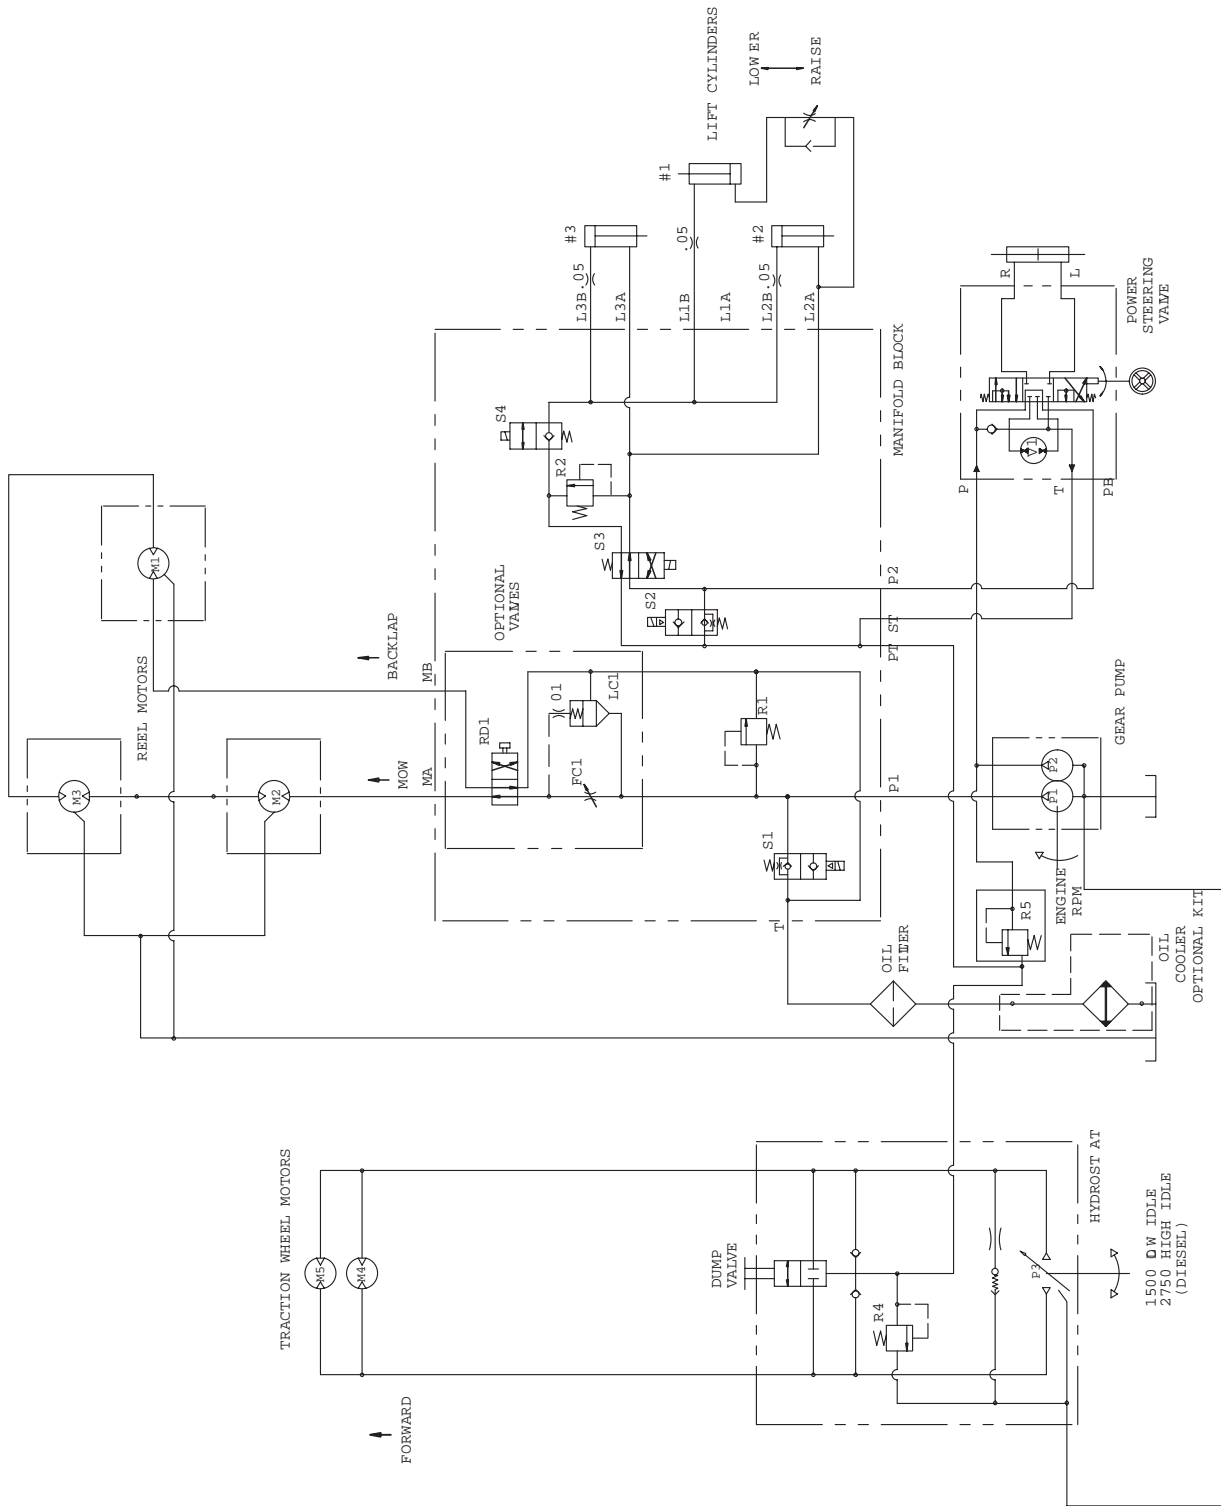 TRACTION WHEEL MOTORS
M5
M4
FORWARD
DUMP
VALVE
R4
P3
HYDROST AT
1500 LOW IDLE
2750 HIGH IDLE
(DIESEL)
REEL MOTORS
M3
M2
M1
MOW
BACKLAP
MA
MB
OPTIONAL
VALVES
RD1
FC1
.01
LC1
R1
S1
T
P1
PT
ST
P2
S2
S3
R2
S4
MANIFOLD BLOCK
L3B
.05
L3A
L1B
.05
L1A
L2B
.05
L2A
#3
#1
#2
LIFT CYLINDERS
LOWER
RAISE
OIL
FILTER
OIL
COOLER
OPTIONAL KIT
R5
ENGINE
RPM
P1
P2
GEAR PUMP
P
T
PB
V1
R
L
POWER
STEERING
VALVE